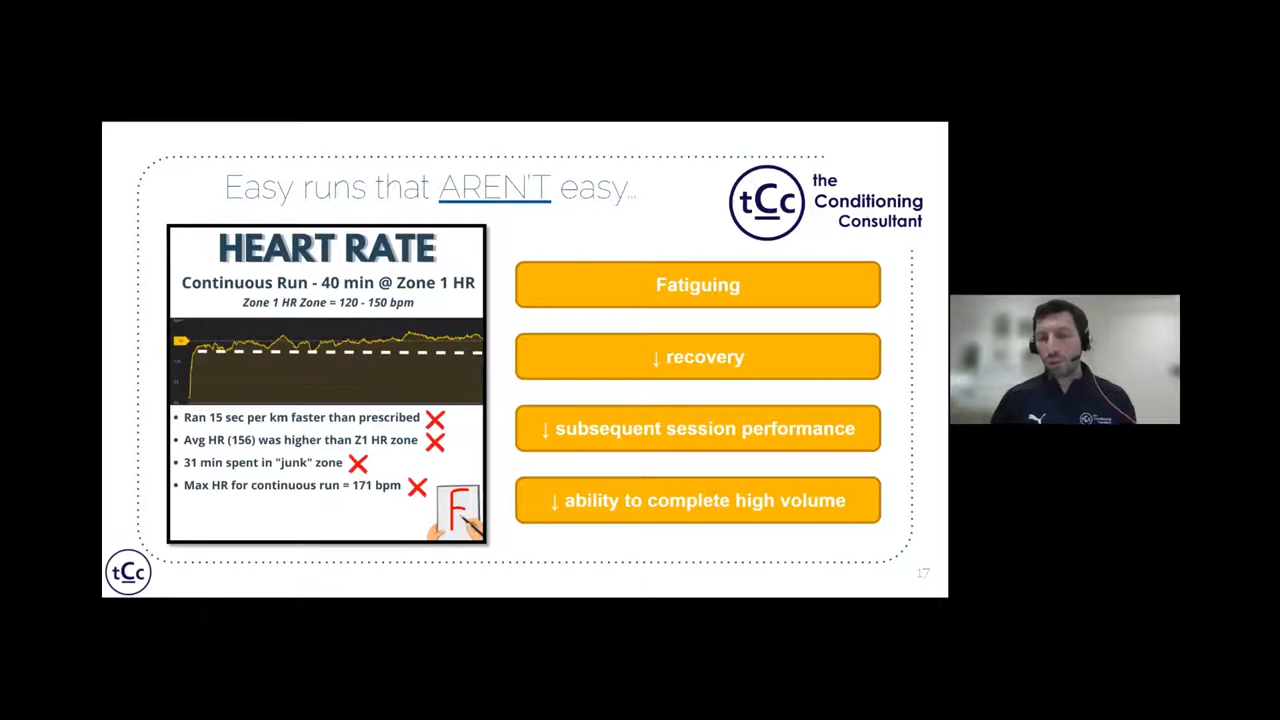 Easy runs that AREN'T easy...
tCc
the
Conditioning
Consultant
HEART RATE
Continuous Run - 40 min @ Zone 1 HR
Zone 1 HR Zone = 120 - 150 bpm
• Ran 15 sec per km faster than prescribed
• Avg HR (156) was higher than Z1 HR zone
• 31 min spent in "junk" zone
• Max HR for continuous run = 171 bpm
F
Fatiguing
↓ recovery
↓ subsequent session performance
↓ ability to complete high volume
tCc
17